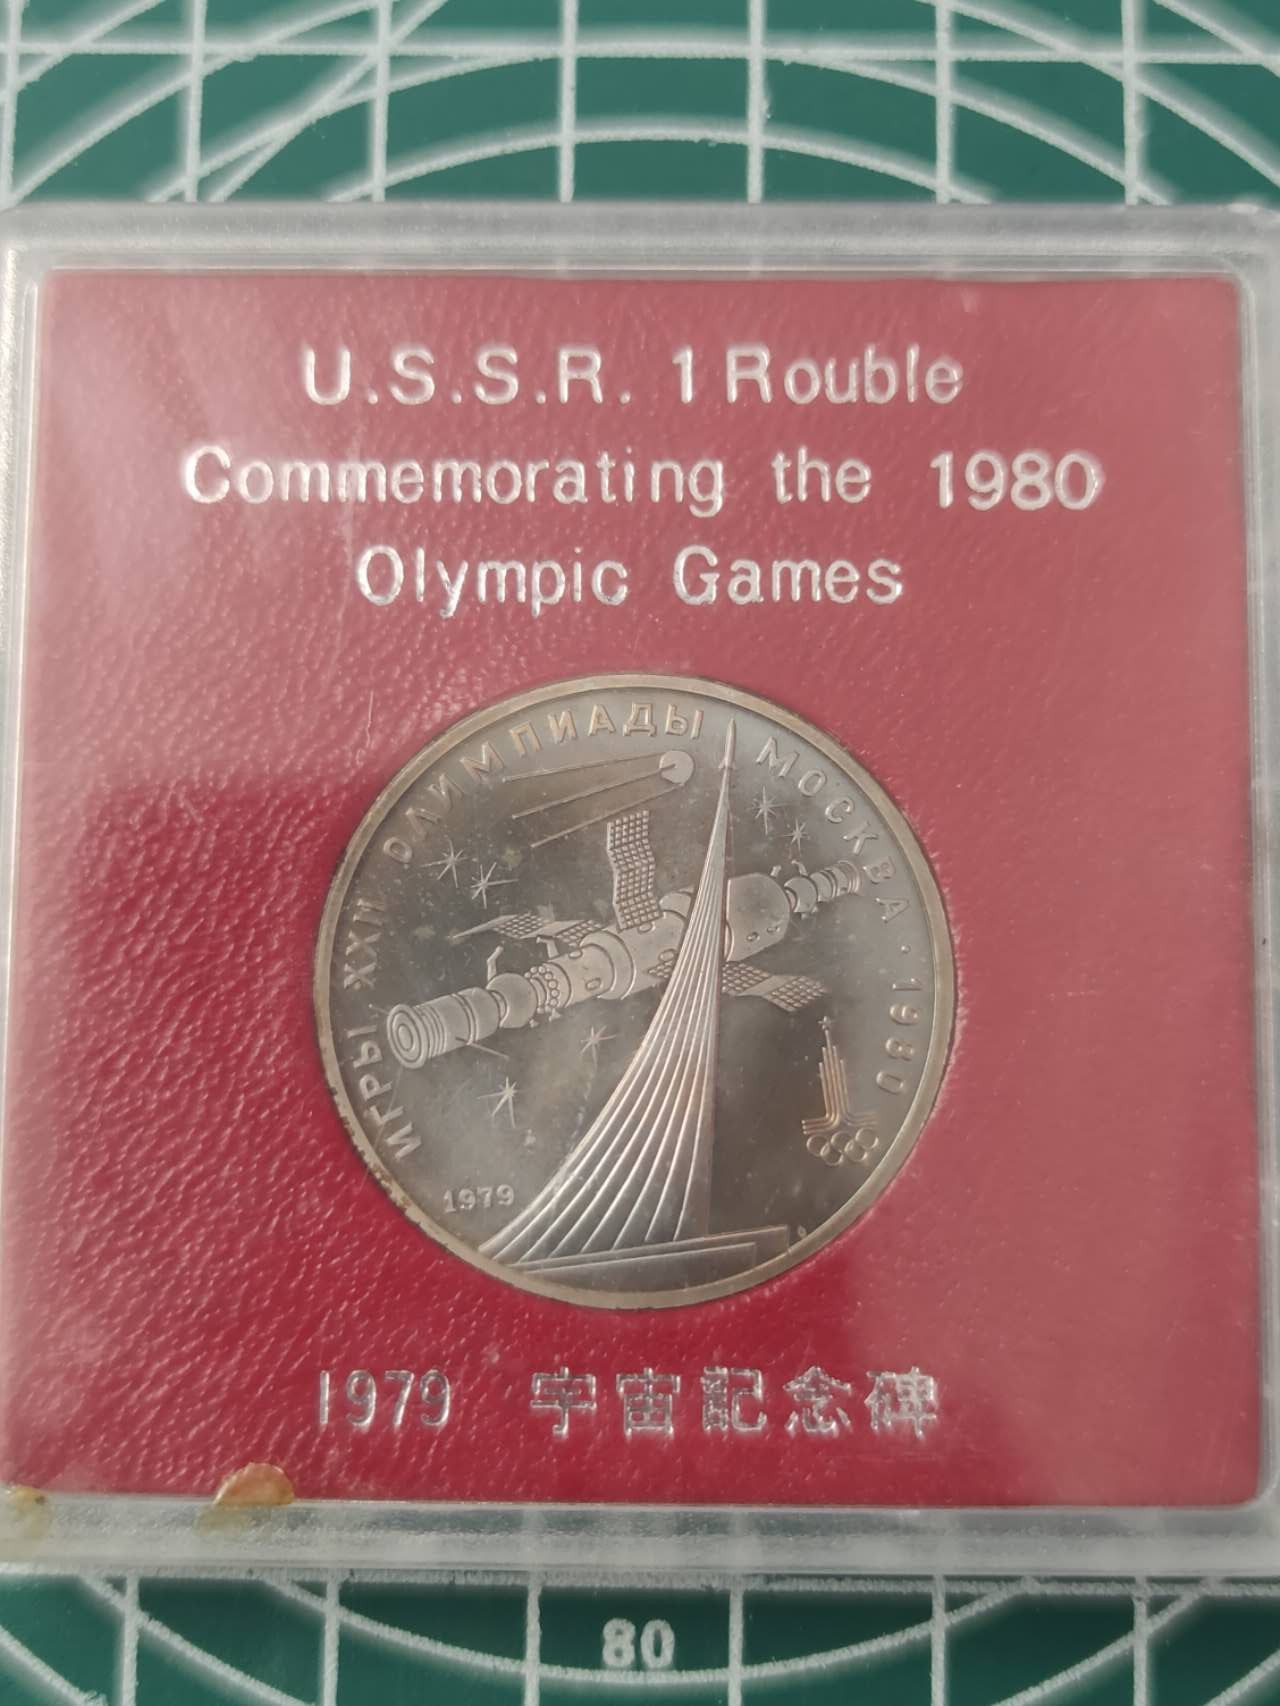 U.S.S.R. 1 Rouble
Commemorating the 1980
Olympic Games
ИГРЫ XXII ОЛИМПИАДЫ МОСКВА · 1980
1979
1979 宇宙記念碑
80